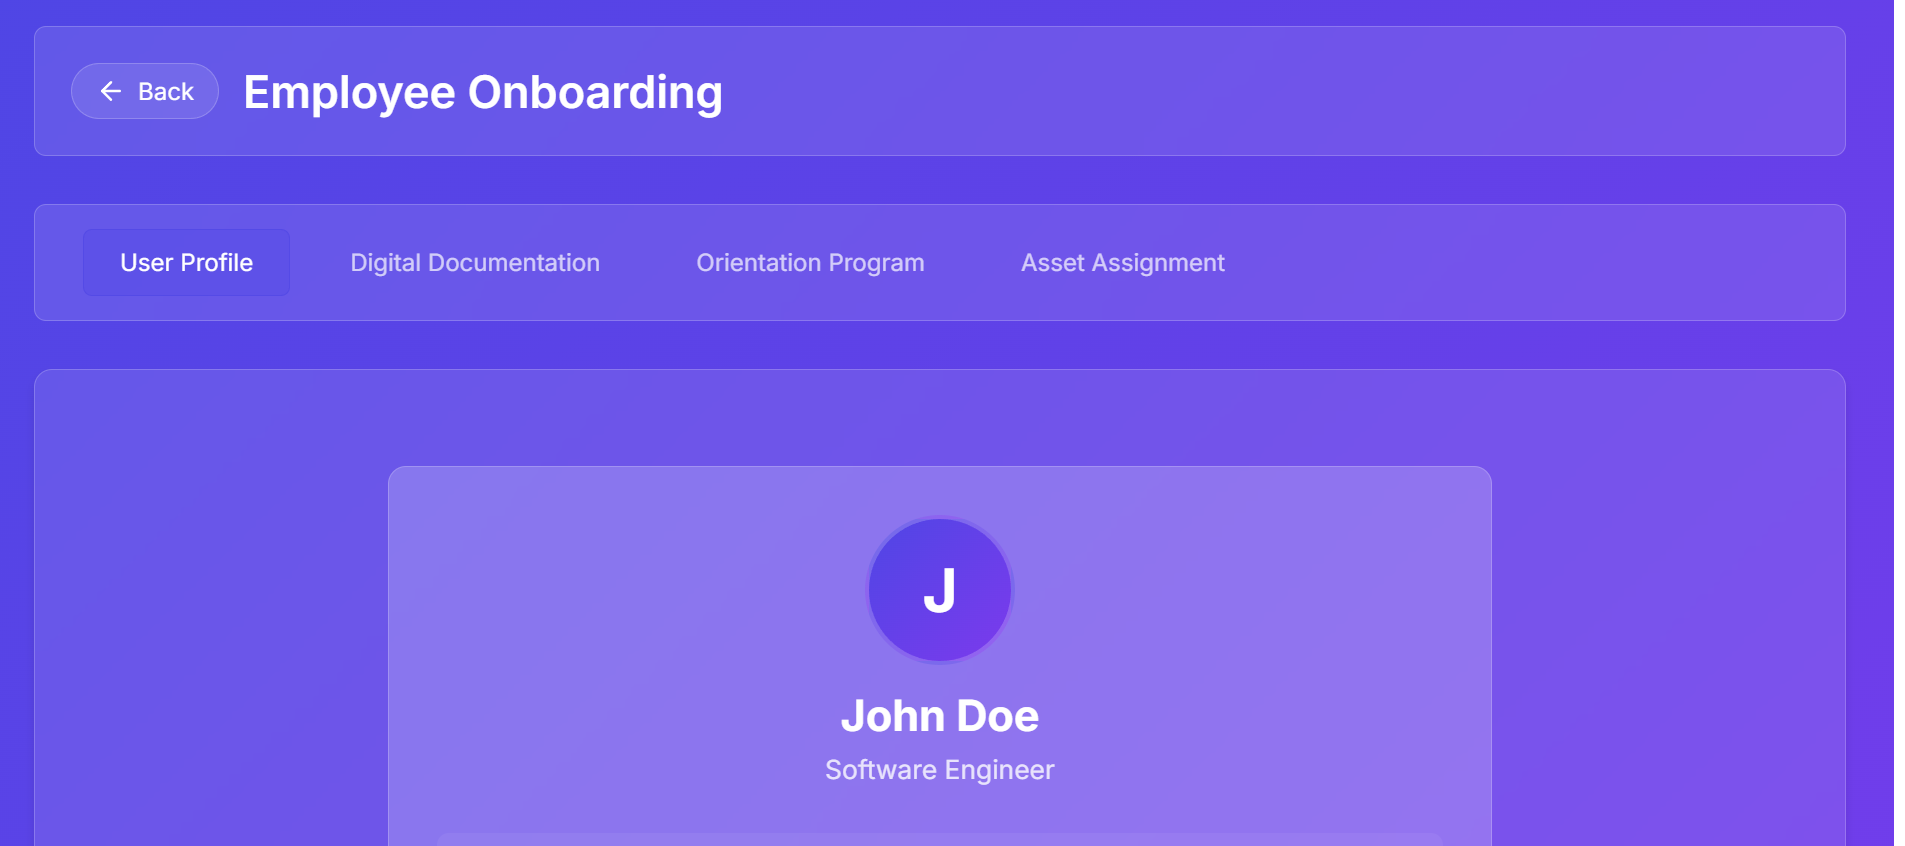 Back
Employee Onboarding
User Profile
Digital Documentation
Orientation Program
Asset Assignment
J
John Doe
Software Engineer